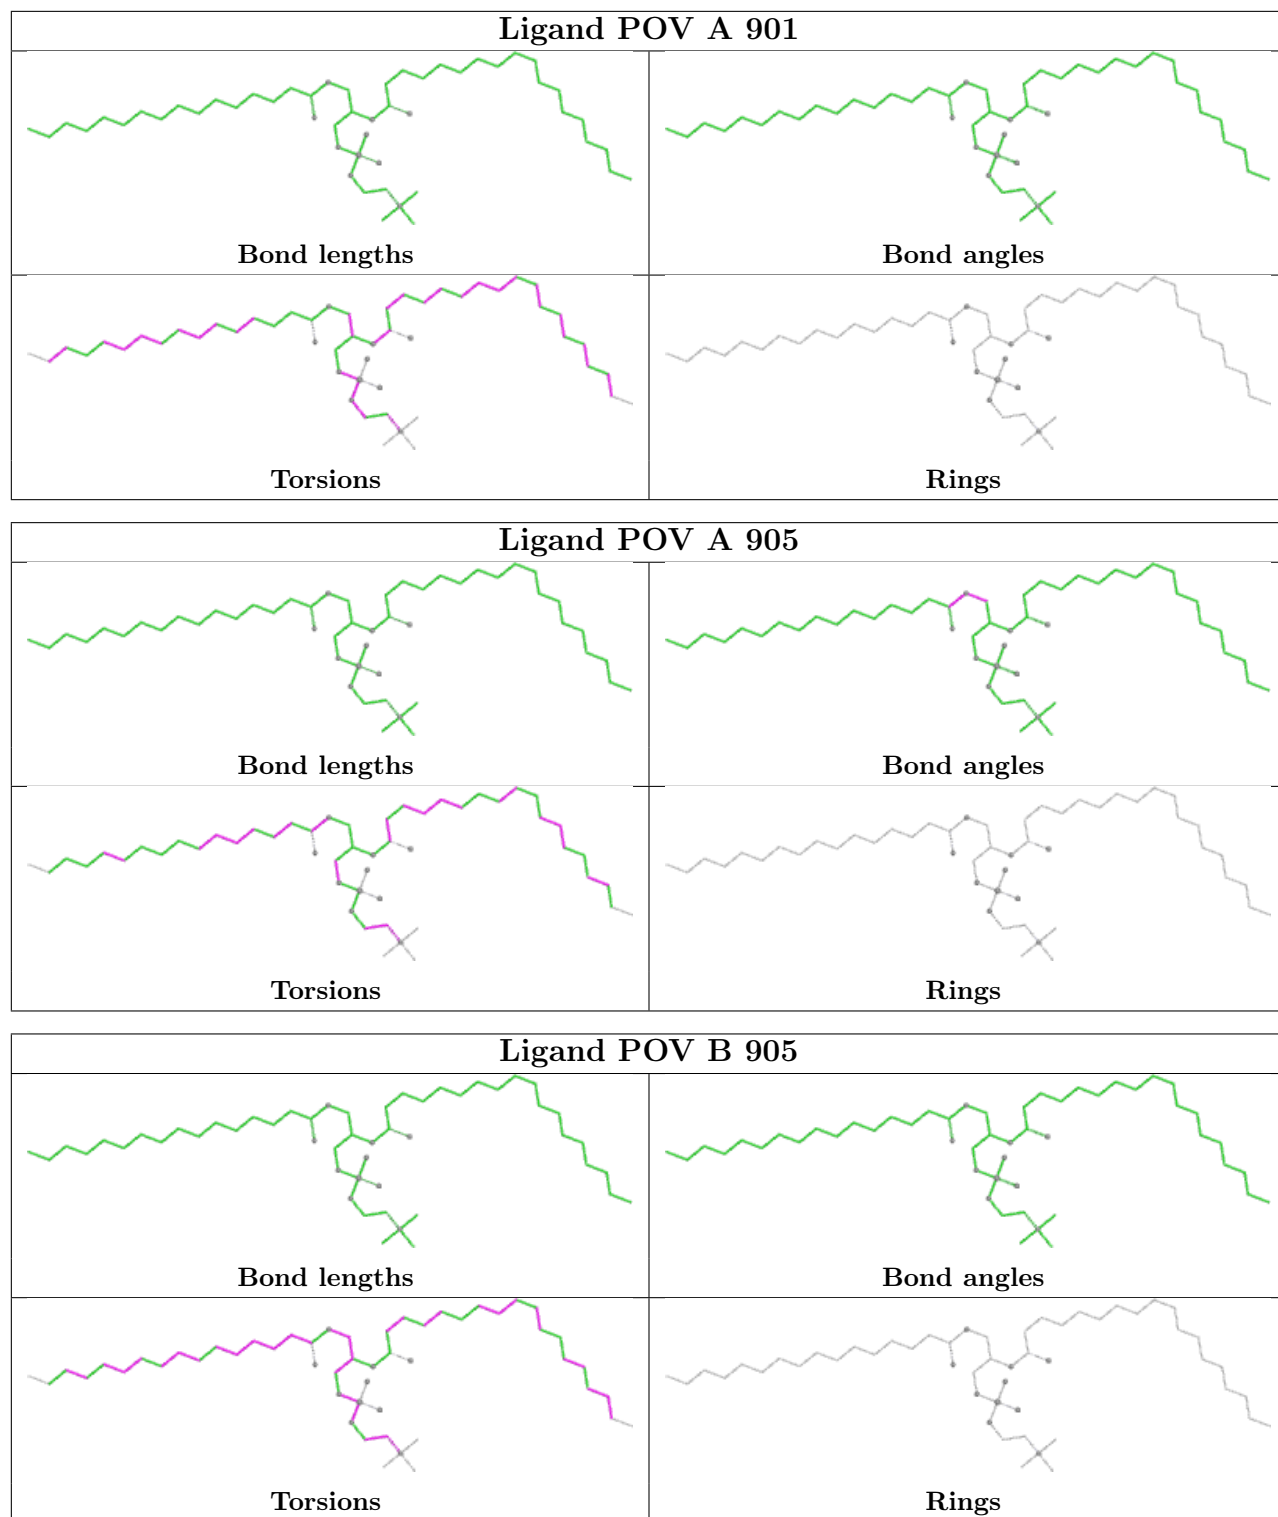 Ligand POV A 901
Bond lengths
Bond angles
Torsions
Rings
Ligand POV A 905
Bond lengths
Bond angles
Torsions
Rings
Ligand POV B 905
Bond lengths
Bond angles
Torsions
Rings